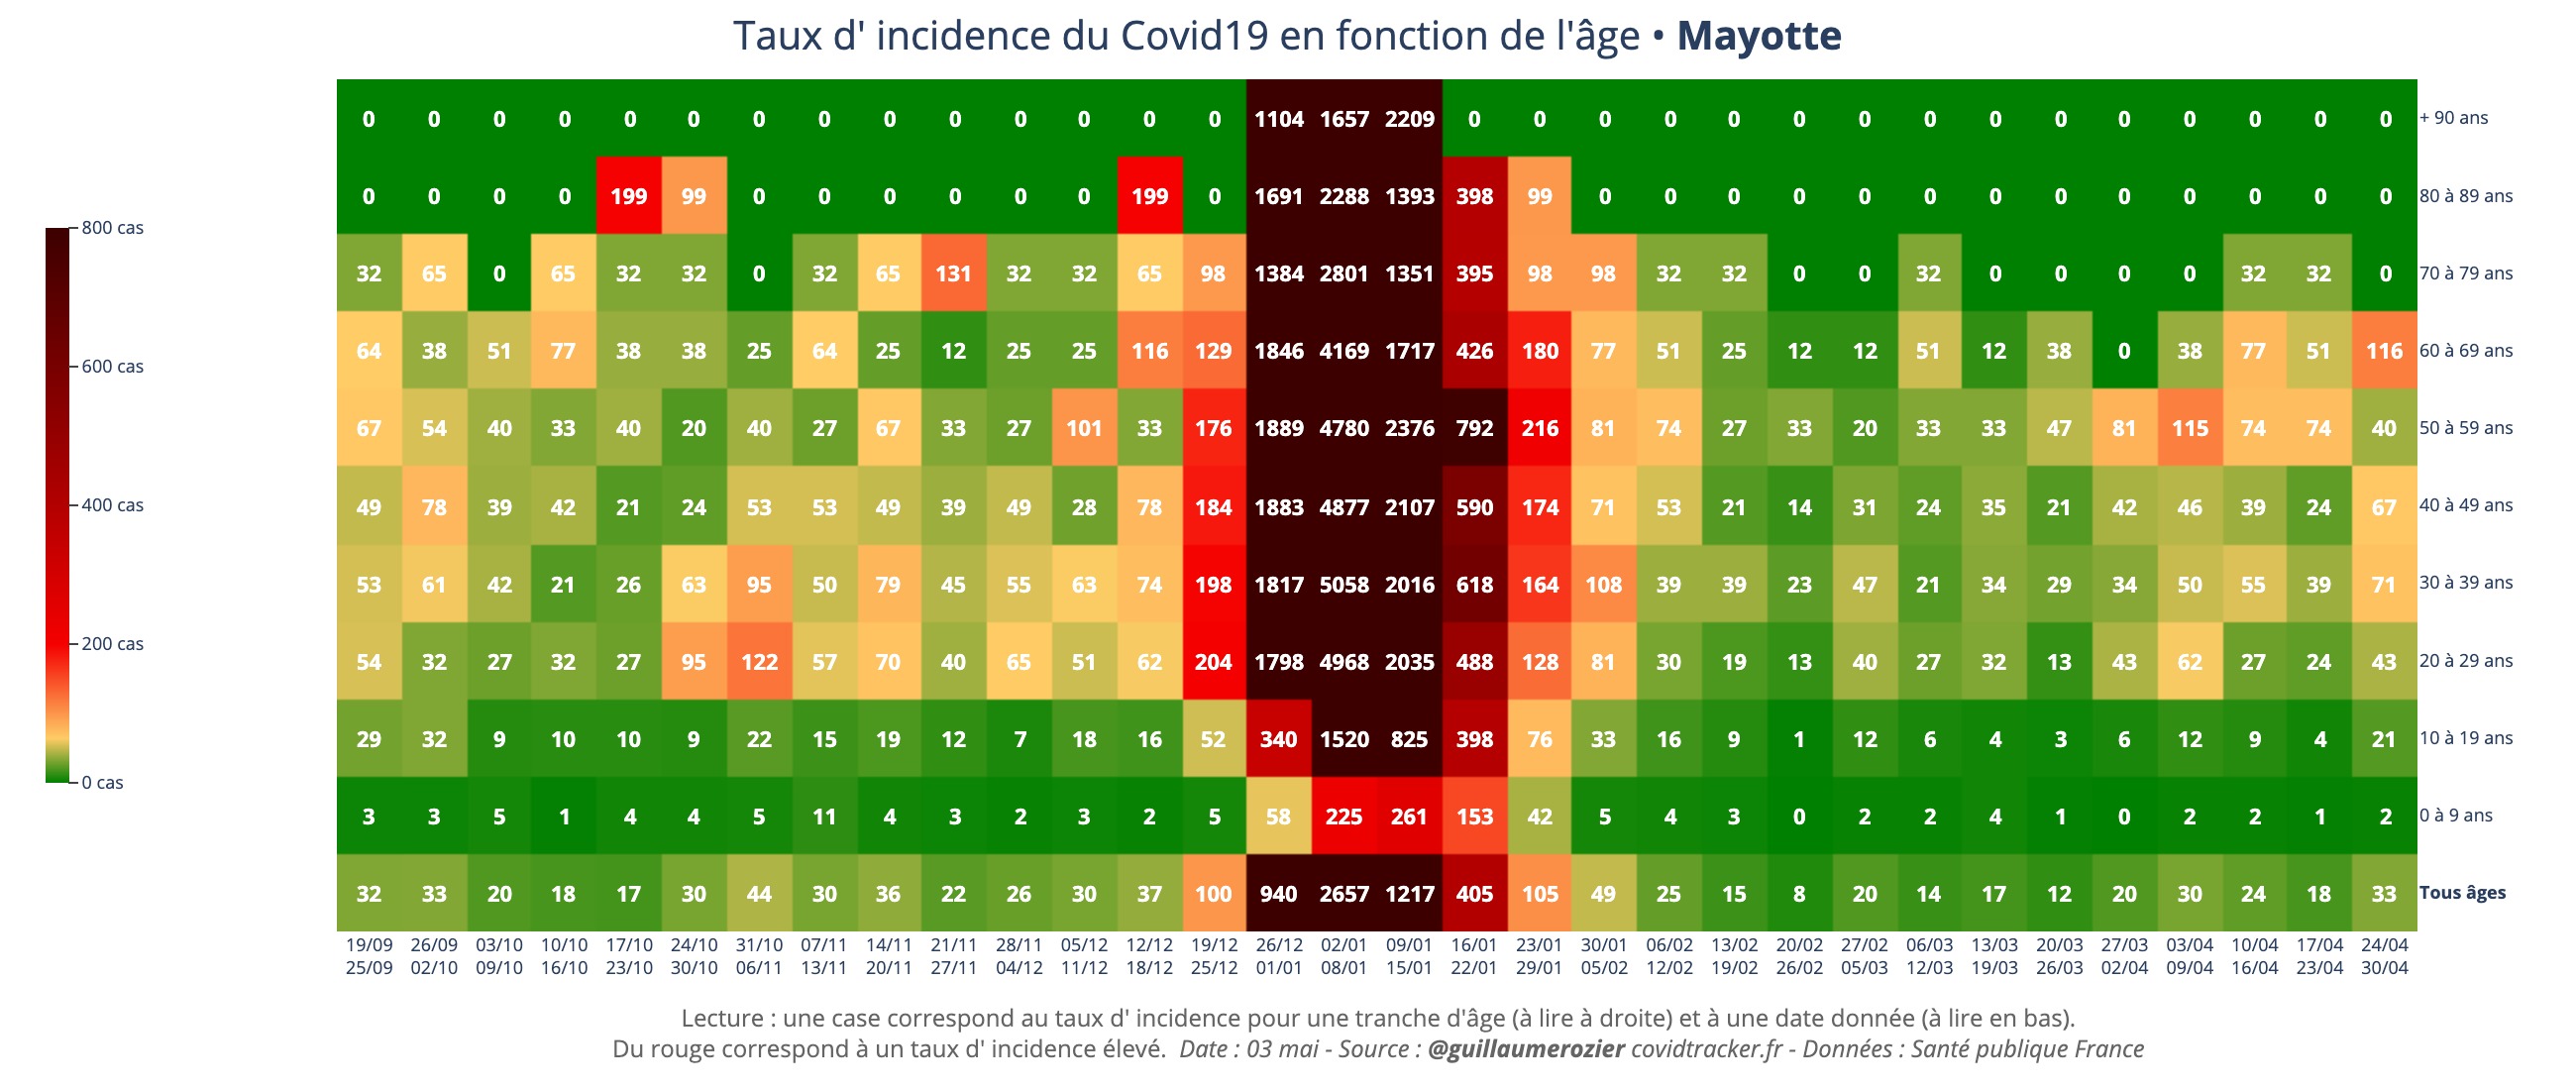 Taux d' incidence du Covid19 en fonction de l'âge • Mayotte
0 0 0 0 0 0 0 0 0 0 0 0 0 0 1104 1657 2209 0 0 0 0 0 0 0 0 0 0 0 0 0 0 0 + 90 ans
0 0 0 0 199 99 0 0 0 0 0 0 199 0 1691 2288 1393 398 99 0 0 0 0 0 0 0 0 0 0 0 0 0 80 à 89 ans
800 cas
32 65 0 65 32 32 0 32 65 131 32 32 65 98 1384 2801 1351 395 98 98 32 32 0 0 32 0 0 0 0 32 32 0 70 à 79 ans
64 38 51 77 38 38 25 64 25 12 25 25 116 129 1846 4169 1717 426 180 77 51 25 12 12 51 12 38 0 38 77 51 116 60 à 69 ans
600 cas
67 54 40 33 40 20 40 27 67 33 27 101 33 176 1889 4780 2376 792 216 81 74 27 33 20 33 33 47 81 115 74 74 40 50 à 59 ans
400 cas
49 78 39 42 21 24 53 53 49 39 49 28 78 184 1883 4877 2107 590 174 71 53 21 14 31 24 35 21 42 46 39 24 67 40 à 49 ans
53 61 42 21 26 63 95 50 79 45 55 63 74 198 1817 5058 2016 618 164 108 39 39 23 47 21 34 29 34 50 55 39 71 30 à 39 ans
200 cas
54 32 27 32 27 95 122 57 70 40 65 51 62 204 1798 4968 2035 488 128 81 30 19 13 40 27 32 13 43 62 27 24 43 20 à 29 ans
29 32 9 10 10 9 22 15 19 12 7 18 16 52 340 1520 825 398 76 33 16 9 1 12 6 4 3 6 12 9 4 21 10 à 19 ans
0 cas
3 3 5 1 4 4 5 11 4 3 2 3 2 5 58 225 261 153 42 5 4 3 0 2 2 4 1 0 2 2 1 2 0 à 9 ans
32 33 20 18 17 30 44 30 36 22 26 30 37 100 940 2657 1217 405 105 49 25 15 8 20 14 17 12 20 30 24 18 33 Tous âges
19/09 26/09 03/10 10/10 17/10 24/10 31/10 07/11 14/11 21/11 28/11 05/12 12/12 19/12 26/12 02/01 09/01 16/01 23/01 30/01 06/02 13/02 20/02 27/02 06/03 13/03 20/03 27/03 03/04 10/04 17/04 24/04
25/09 02/10 09/10 16/10 23/10 30/10 06/11 13/11 20/11 27/11 04/12 11/12 18/12 25/12 01/01 08/01 15/01 22/01 29/01 05/02 12/02 19/02 26/02 05/03 12/03 19/03 26/03 02/04 09/04 16/04 23/04 30/04
Lecture : une case correspond au taux d' incidence pour une tranche d'âge (à lire à droite) et à une date donnée (à lire en bas).
Du rouge correspond à un taux d' incidence élevé. Date : 03 mai - Source : @guillaumerozier covidtracker.fr - Données : Santé publique France